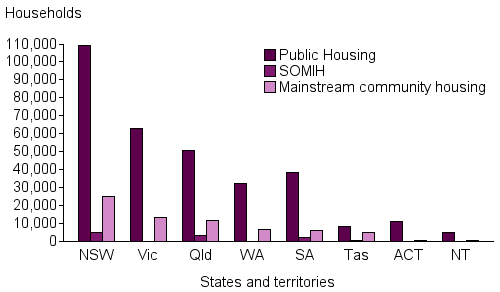 Households
110,000
100,000
90,000
80,000
70,000
60,000
50,000
40,000
30,000
20,000
10,000
0
Public Housing
SOMIH
Mainstream community housing
NSW Vic Qld WA SA Tas ACT NT
States and territories